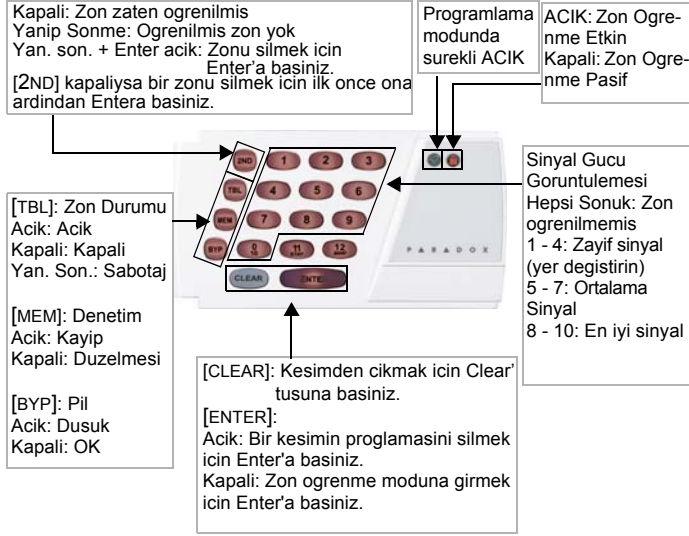 Kapali: Zon zaten ogrenilmis
Yanip Sonme: Ogrenilmis zon yok
Yan. son. + Enter acik: Zonu silmek icin
Enter'a basiniz.
[2ND] kapaliysa bir zonu silmek icin ilk once ona
ardindan Entera basiniz.
Programlama
modunda
surekli ACIK
ACIK: Zon Ogre-
nme Etkin
Kapali: Zon Ogre-
nme Pasif
[TBL]: Zon Durumu
Acik: Acik
Kapali: Kapali
Yan. Son.: Sabotaj
[MEM]: Denetim
Acik: Kayip
Kapali: Duzelmesi
[BYP]: Pil
Acik: Dusuk
Kapali: OK
2ND 1 2 3
TBL 4 5 6
MEM 7 8 9
BYP 0 10 11 12
CLEAR ENTER
PARADOX
Sinyal Gucu
Goruntulemesi
Hepsi Sonuk: Zon
ogrenilmemis
1 - 4: Zayif sinyal
(yer degistirin)
5 - 7: Ortalama
Sinyal
8 - 10: En iyi sinyal
[CLEAR]: Kesimden cikmak icin Clear'
tusuna basiniz.
[ENTER]:
Acik: Bir kesimin proglamasini silmek
icin Enter'a basiniz.
Kapali: Zon ogrenme moduna girmek
icin Enter'a basiniz.